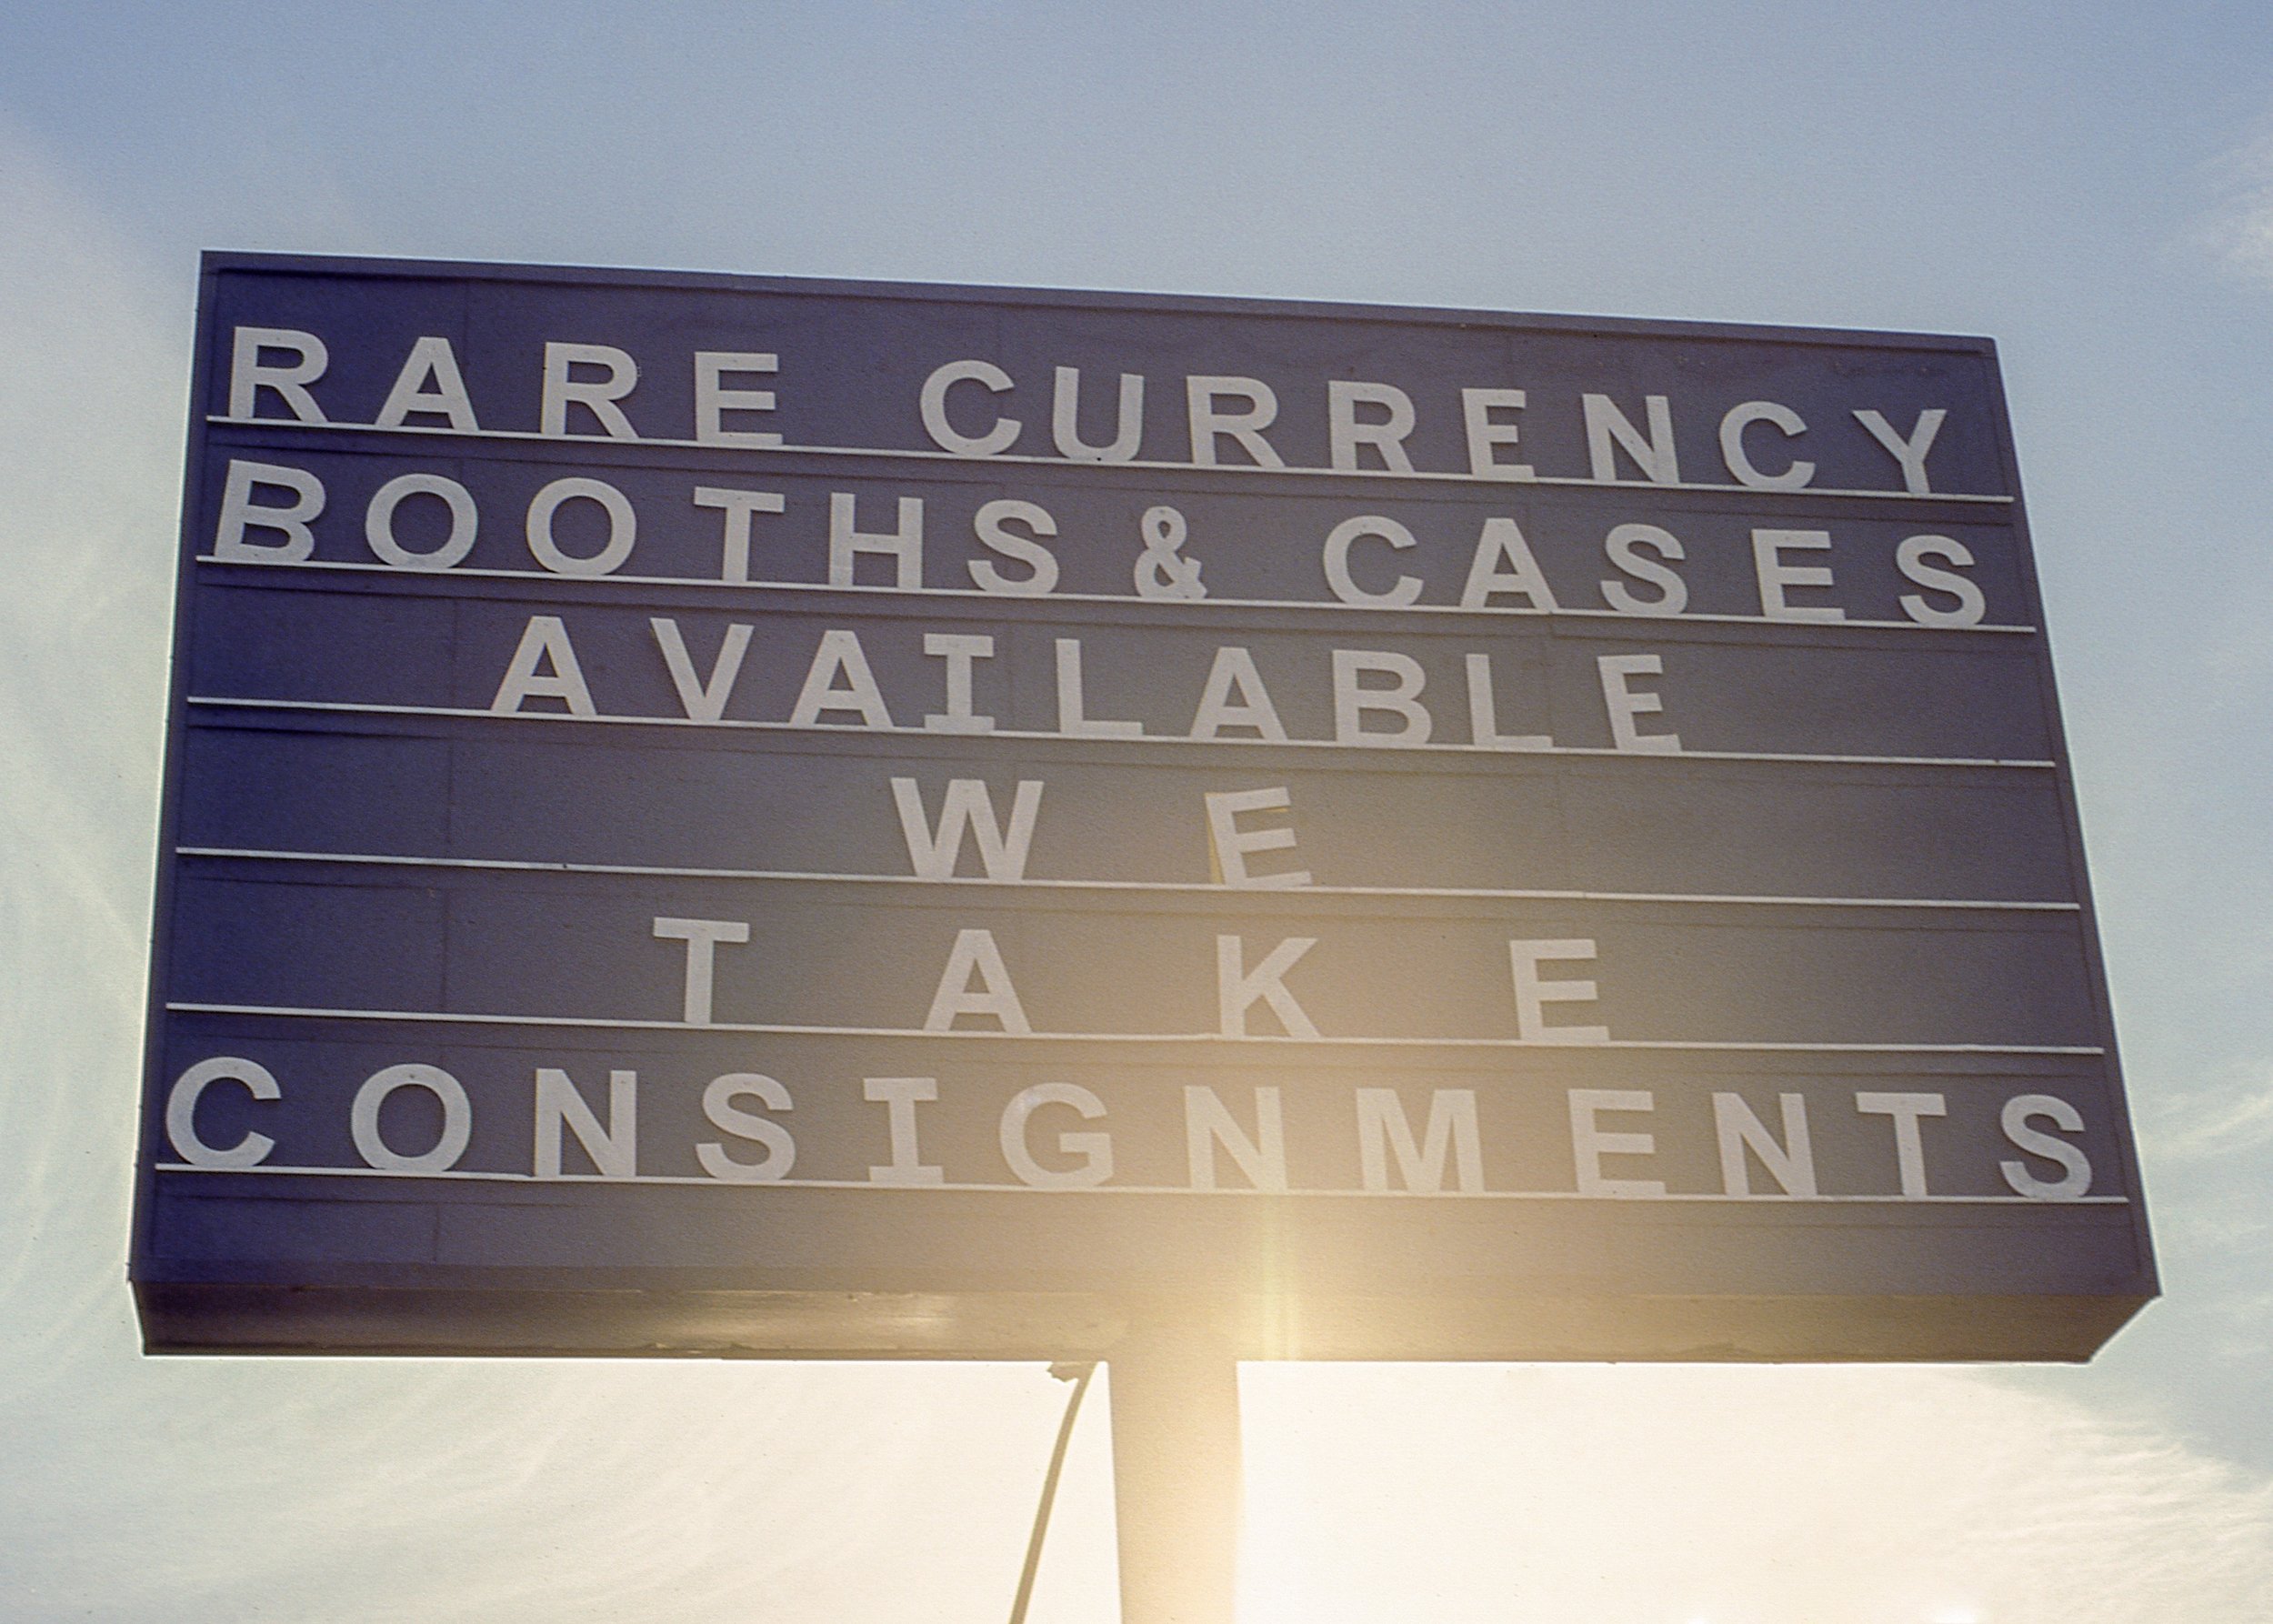 RARE CURRENCY
BOOTHS & CASES
AVAILABLE
WE
TAKE
CONSIGNMENTS